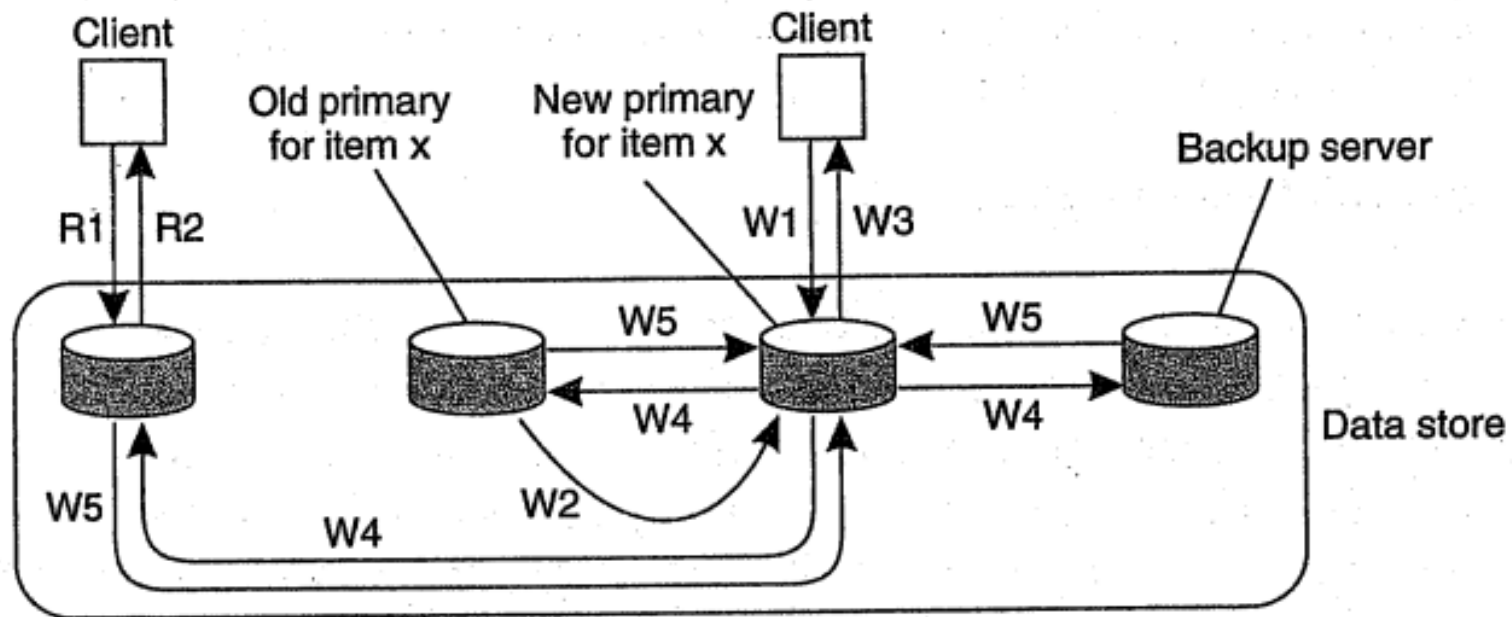 Client
Client
Old primary
for item x
New primary
for item x
Backup server
R1
R2
W1
W3
W5
W5
W4
W4
Data store
W5
W2
W4